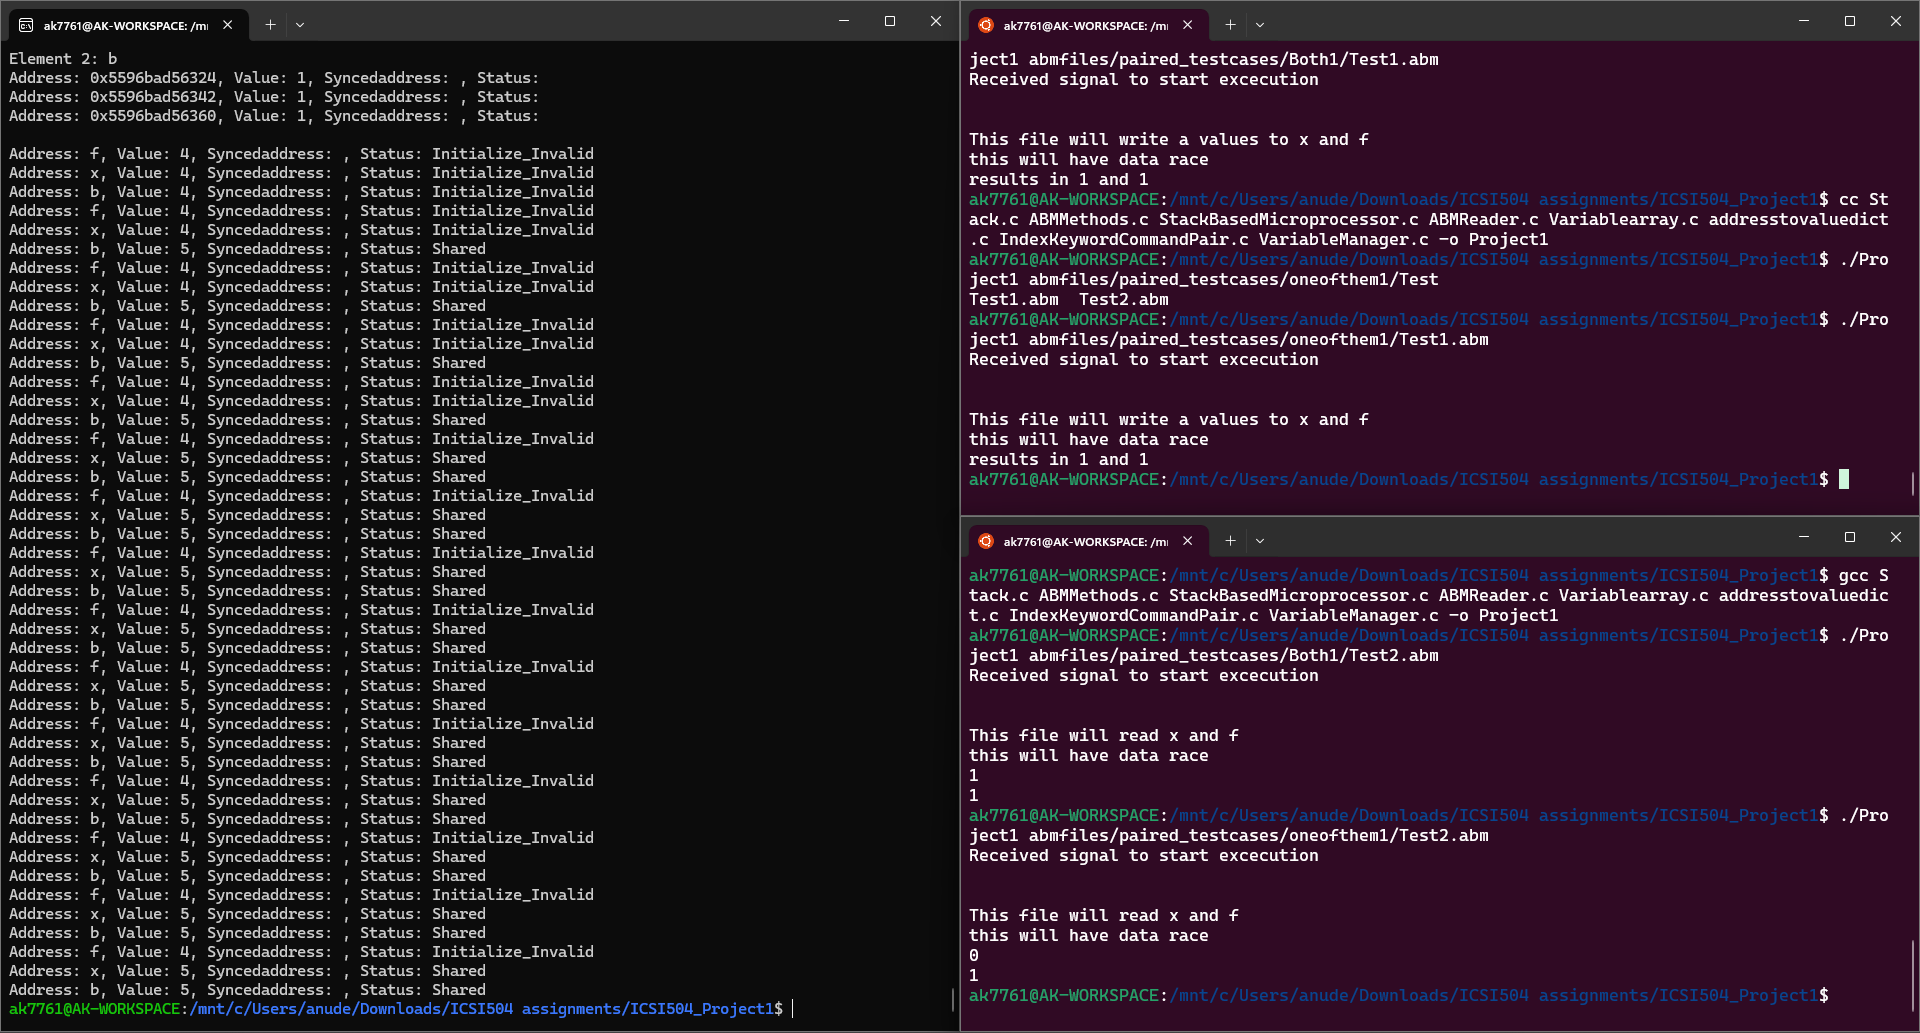 ak7761@AK-WORKSPACE: /m
Element 2: b
Address: 0x5596bad56324, Value: 1, Syncedaddress: , Status:
Address: 0x5596bad56342, Value: 1, Syncedaddress: , Status:
Address: 0x5596bad56360, Value: 1, Syncedaddress: , Status:
Address: f, Value: 4, Syncedaddress: , Status: Initialize_Invalid
Address: x, Value: 4, Syncedaddress: , Status: Initialize_Invalid
Address: b, Value: 4, Syncedaddress: , Status: Initialize_Invalid
Address: f, Value: 4, Syncedaddress: , Status: Initialize_Invalid
Address: x, Value: 4, Syncedaddress: , Status: Initialize_Invalid
Address: b, Value: 5, Syncedaddress: , Status: Shared
Address: f, Value: 4, Syncedaddress: , Status: Initialize_Invalid
Address: x, Value: 4, Syncedaddress: , Status: Initialize_Invalid
Address: b, Value: 5, Syncedaddress: , Status: Shared
Address: f, Value: 4, Syncedaddress: , Status: Initialize_Invalid
Address: x, Value: 4, Syncedaddress: , Status: Initialize_Invalid
Address: b, Value: 5, Syncedaddress: , Status: Shared
Address: f, Value: 4, Syncedaddress: , Status: Initialize_Invalid
Address: x, Value: 4, Syncedaddress: , Status: Initialize_Invalid
Address: b, Value: 5, Syncedaddress: , Status: Shared
Address: f, Value: 4, Syncedaddress: , Status: Initialize_Invalid
Address: x, Value: 5, Syncedaddress: , Status: Shared
Address: b, Value: 5, Syncedaddress: , Status: Shared
Address: f, Value: 4, Syncedaddress: , Status: Initialize_Invalid
Address: x, Value: 5, Syncedaddress: , Status: Shared
Address: b, Value: 5, Syncedaddress: , Status: Shared
Address: f, Value: 4, Syncedaddress: , Status: Initialize_Invalid
Address: x, Value: 5, Syncedaddress: , Status: Shared
Address: b, Value: 5, Syncedaddress: , Status: Shared
Address: f, Value: 4, Syncedaddress: , Status: Initialize_Invalid
Address: x, Value: 5, Syncedaddress: , Status: Shared
Address: b, Value: 5, Syncedaddress: , Status: Shared
Address: f, Value: 4, Syncedaddress: , Status: Initialize_Invalid
Address: x, Value: 5, Syncedaddress: , Status: Shared
Address: b, Value: 5, Syncedaddress: , Status: Shared
Address: f, Value: 4, Syncedaddress: , Status: Initialize_Invalid
Address: x, Value: 5, Syncedaddress: , Status: Shared
Address: b, Value: 5, Syncedaddress: , Status: Shared
Address: f, Value: 4, Syncedaddress: , Status: Initialize_Invalid
Address: x, Value: 5, Syncedaddress: , Status: Shared
Address: b, Value: 5, Syncedaddress: , Status: Shared
Address: f, Value: 4, Syncedaddress: , Status: Initialize_Invalid
Address: x, Value: 5, Syncedaddress: , Status: Shared
Address: b, Value: 5, Syncedaddress: , Status: Shared
Address: f, Value: 4, Syncedaddress: , Status: Initialize_Invalid
Address: x, Value: 5, Syncedaddress: , Status: Shared
Address: b, Value: 5, Syncedaddress: , Status: Shared
Address: f, Value: 4, Syncedaddress: , Status: Initialize_Invalid
Address: x, Value: 5, Syncedaddress: , Status: Shared
Address: b, Value: 5, Syncedaddress: , Status: Shared
ak7761@AK-WORKSPACE:/mnt/c/Users/anude/Downloads/ICSI504 assignments/ICSI504_Project1$
ak7761@AK-WORKSPACE: /m
ject1 abmfiles/paired_testcases/Both1/Test1.abm
Received signal to start excecution
This file will write a values to x and f
this will have data race
results in 1 and 1
ak7761@AK-WORKSPACE:/mnt/c/Users/anude/Downloads/ICSI504 assignments/ICSI504_Project1$ cc St
ack.c ABMMethods.c StackBasedMicroprocessor.c ABMReader.c Variablearray.c addresstovaluedict
.c IndexKeywordCommandPair.c VariableManager.c -o Project1
ak7761@AK-WORKSPACE:/mnt/c/Users/anude/Downloads/ICSI504 assignments/ICSI504_Project1$ ./Pro
ject1 abmfiles/paired_testcases/oneofthem1/Test
Test1.abm  Test2.abm
ak7761@AK-WORKSPACE:/mnt/c/Users/anude/Downloads/ICSI504 assignments/ICSI504_Project1$ ./Pro
ject1 abmfiles/paired_testcases/oneofthem1/Test1.abm
Received signal to start excecution
This file will write a values to x and f
this will have data race
results in 1 and 1
ak7761@AK-WORKSPACE:/mnt/c/Users/anude/Downloads/ICSI504 assignments/ICSI504_Project1$
ak7761@AK-WORKSPACE: /m
ak7761@AK-WORKSPACE:/mnt/c/Users/anude/Downloads/ICSI504 assignments/ICSI504_Project1$ gcc S
tack.c ABMMethods.c StackBasedMicroprocessor.c ABMReader.c Variablearray.c addresstovaluedic
t.c IndexKeywordCommandPair.c VariableManager.c -o Project1
ak7761@AK-WORKSPACE:/mnt/c/Users/anude/Downloads/ICSI504 assignments/ICSI504_Project1$ ./Pro
ject1 abmfiles/paired_testcases/Both1/Test2.abm
Received signal to start excecution
This file will read x and f
this will have data race
1
1
ak7761@AK-WORKSPACE:/mnt/c/Users/anude/Downloads/ICSI504 assignments/ICSI504_Project1$ ./Pro
ject1 abmfiles/paired_testcases/oneofthem1/Test2.abm
Received signal to start excecution
This file will read x and f
this will have data race
0
1
ak7761@AK-WORKSPACE:/mnt/c/Users/anude/Downloads/ICSI504 assignments/ICSI504_Project1$